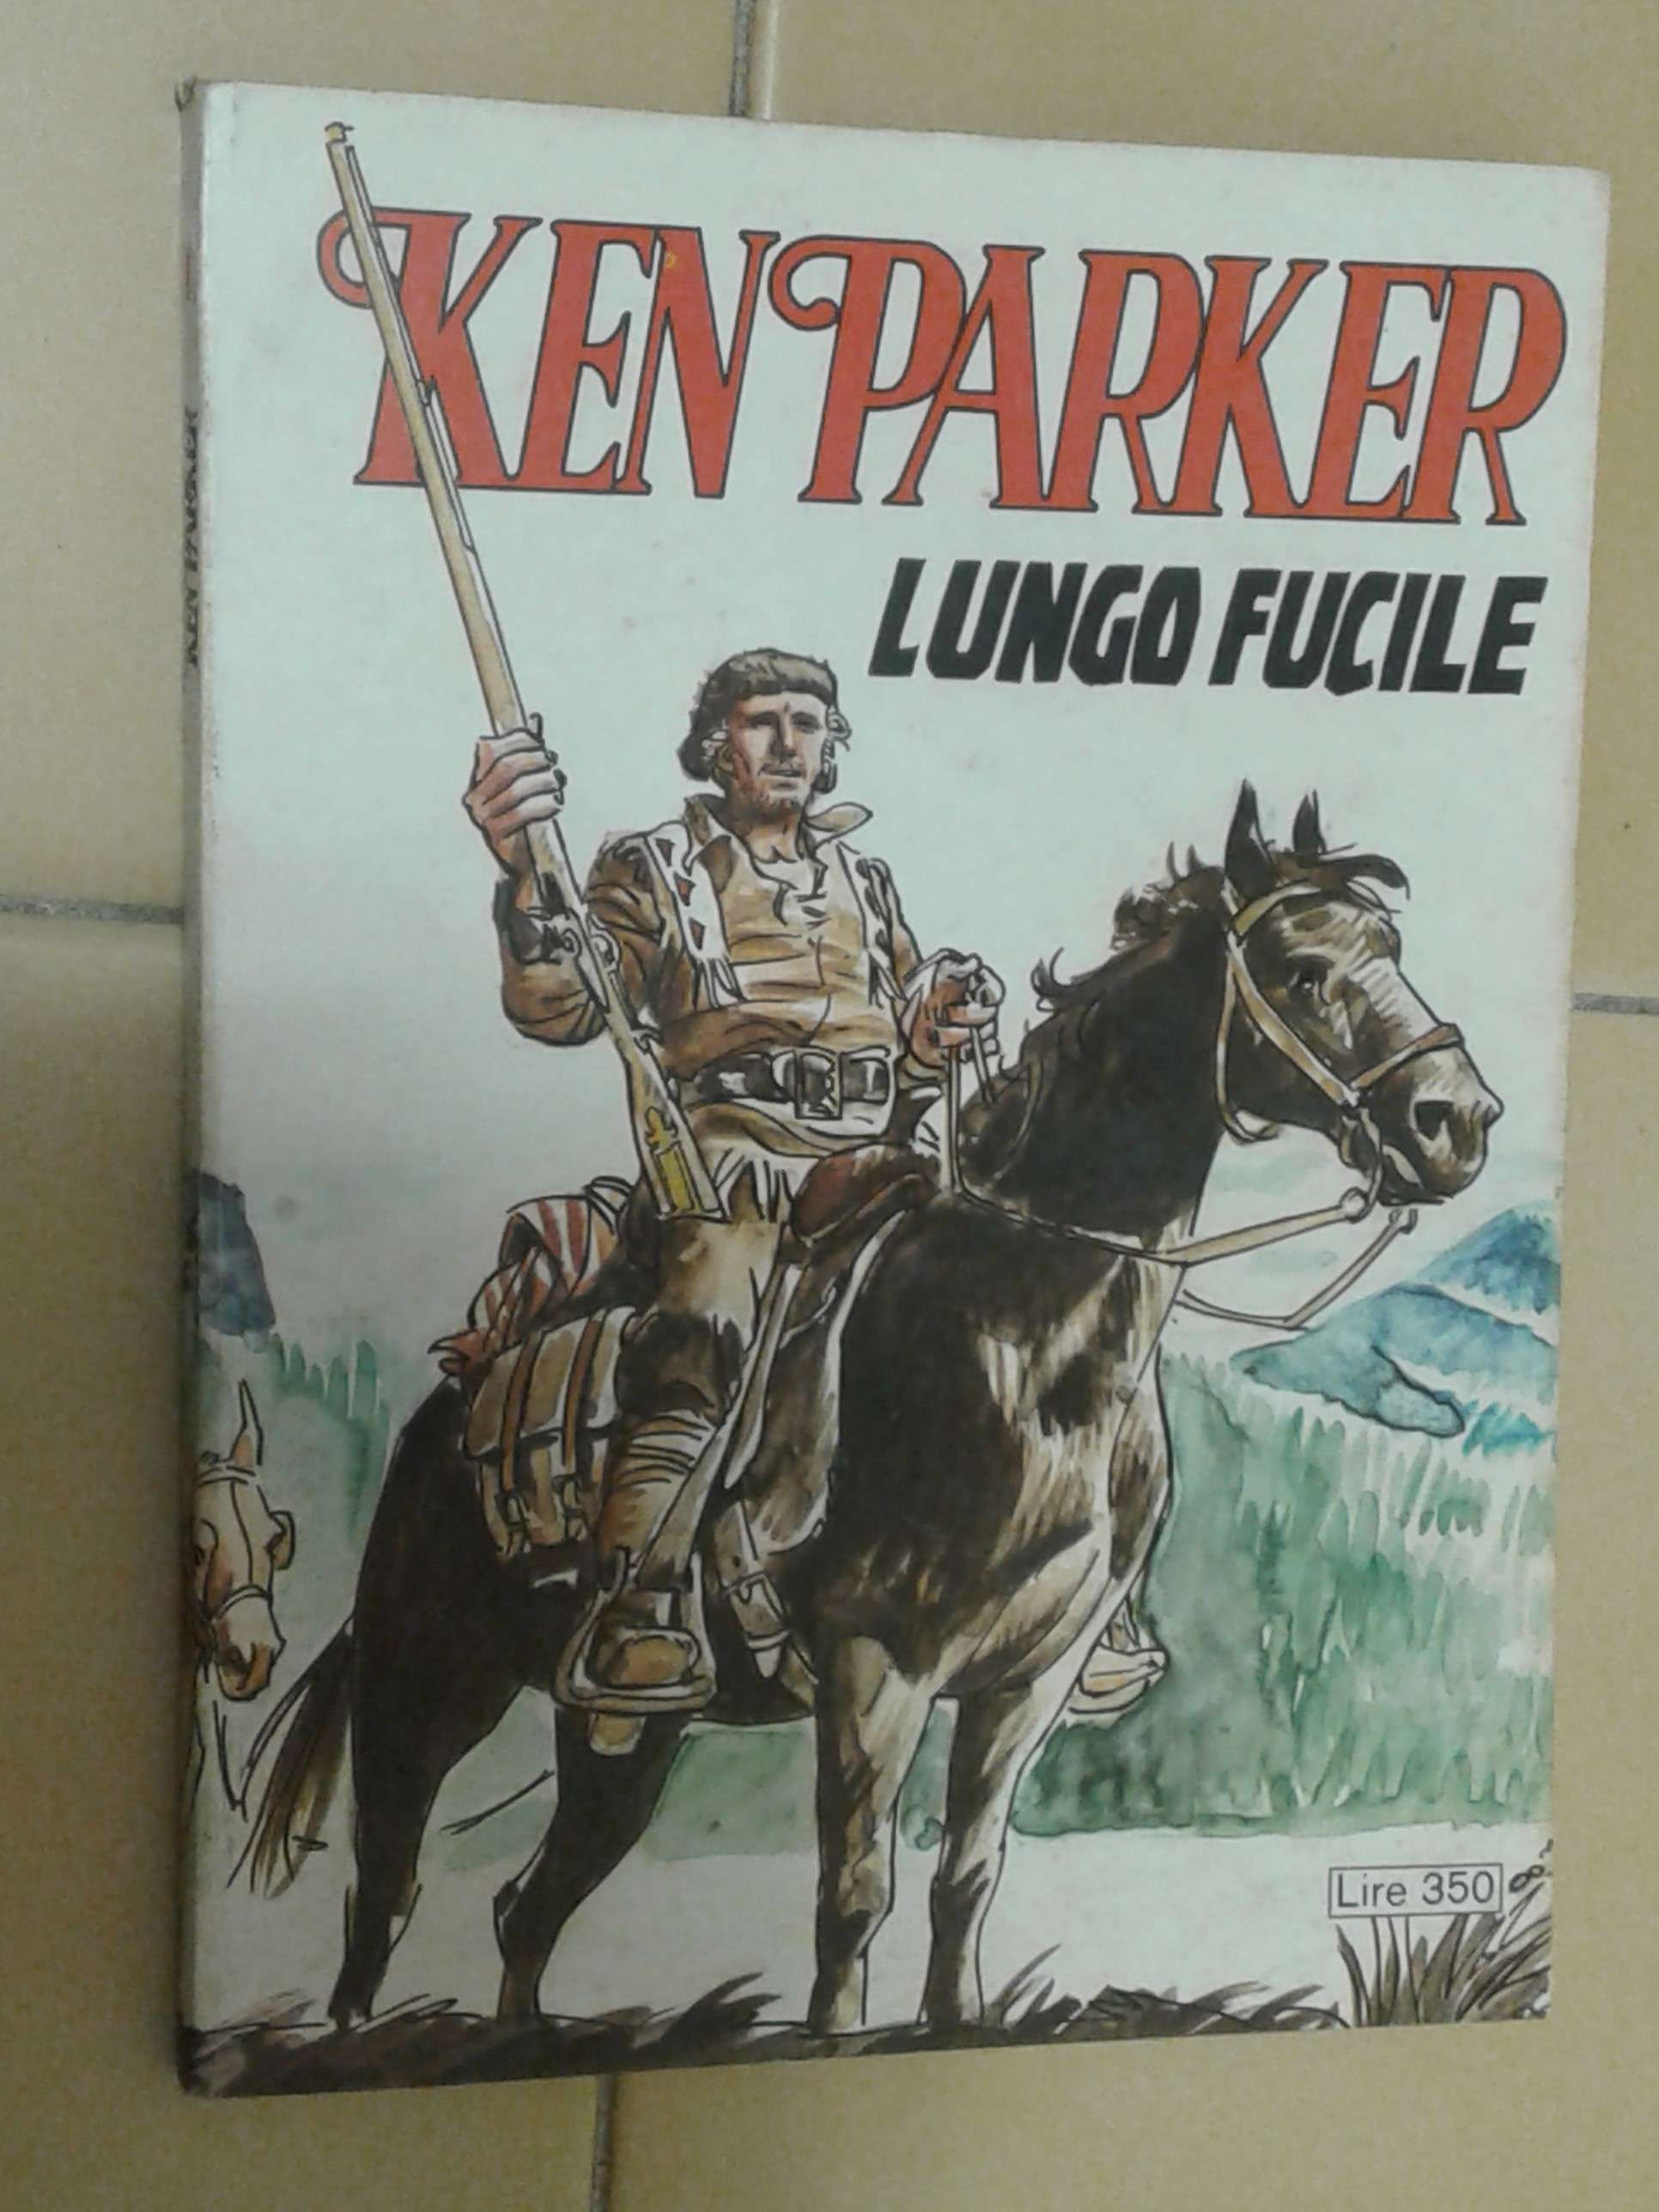 KEN PARKER
LUNGO FUCILE
Lire 350
KEN PARKER